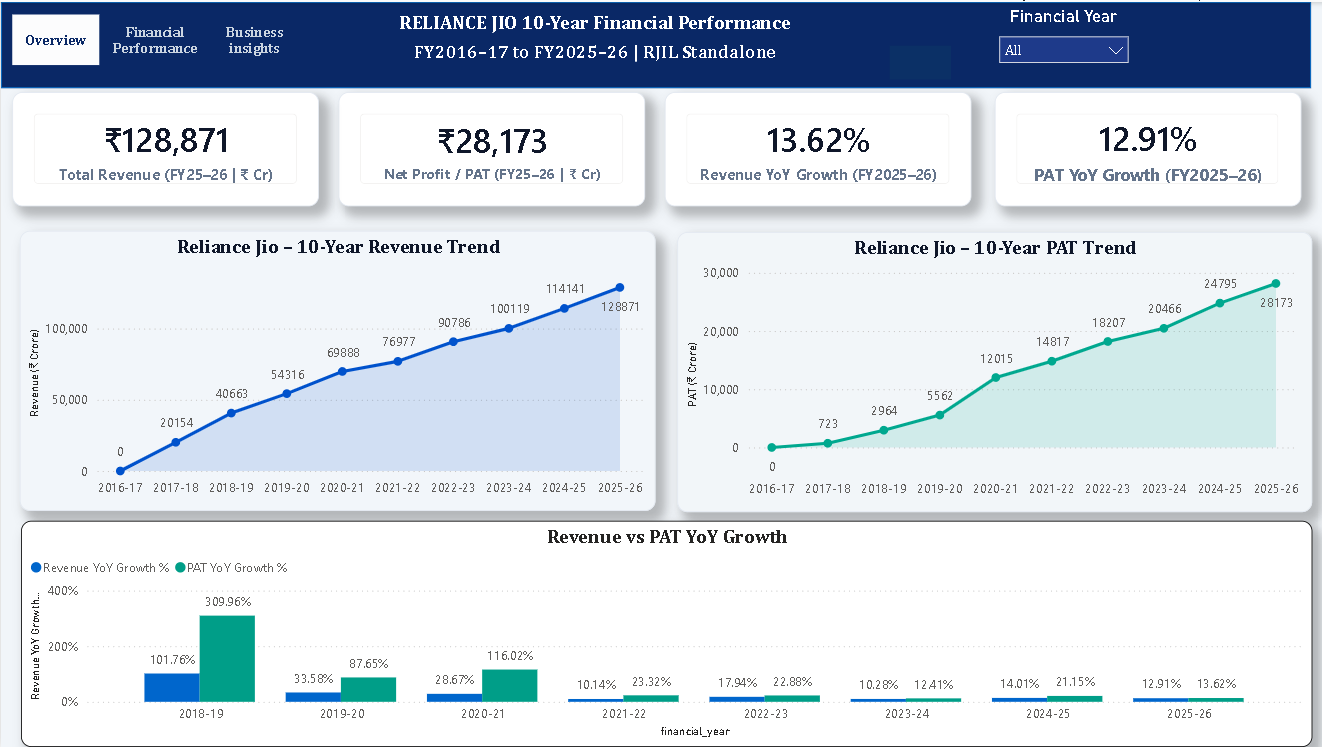 RELIANCE JIO 10-Year Financial Performance
FY2016–17 to FY2025–26 | RJIL Standalone
Overview
Financial
Performance
Business
insights
Financial Year
All
₹128,871
Total Revenue (FY25–26 | ₹ Cr)
₹28,173
Net Profit / PAT (FY25–26 | ₹ Cr)
13.62%
Revenue YoY Growth (FY2025–26)
12.91%
PAT YoY Growth (FY2025–26)
Reliance Jio – 10-Year Revenue Trend
Revenue (₹ Crore)
100,000
50,000
0
0
20154
40663
54316
69888
76977
90786
100119
114141
128871
2016-17 2017-18 2018-19 2019-20 2020-21 2021-22 2022-23 2023-24 2024-25 2025-26
Reliance Jio – 10-Year PAT Trend
PAT (₹ Crore)
30,000
20,000
10,000
0
0
723
2964
5562
12015
14817
18207
20466
24795
28173
2016-17 2017-18 2018-19 2019-20 2020-21 2021-22 2022-23 2023-24 2024-25 2025-26
Revenue vs PAT YoY Growth
Revenue YoY Growth % PAT YoY Growth %
Revenue YoY Growth...
400%
200%
0%
101.76% 309.96%
33.58% 87.65%
28.67% 116.02%
10.14% 23.32%
17.94% 22.88%
10.28% 12.41%
14.01% 21.15%
12.91% 13.62%
2018-19 2019-20 2020-21 2021-22 2022-23 2023-24 2024-25 2025-26
financial_year